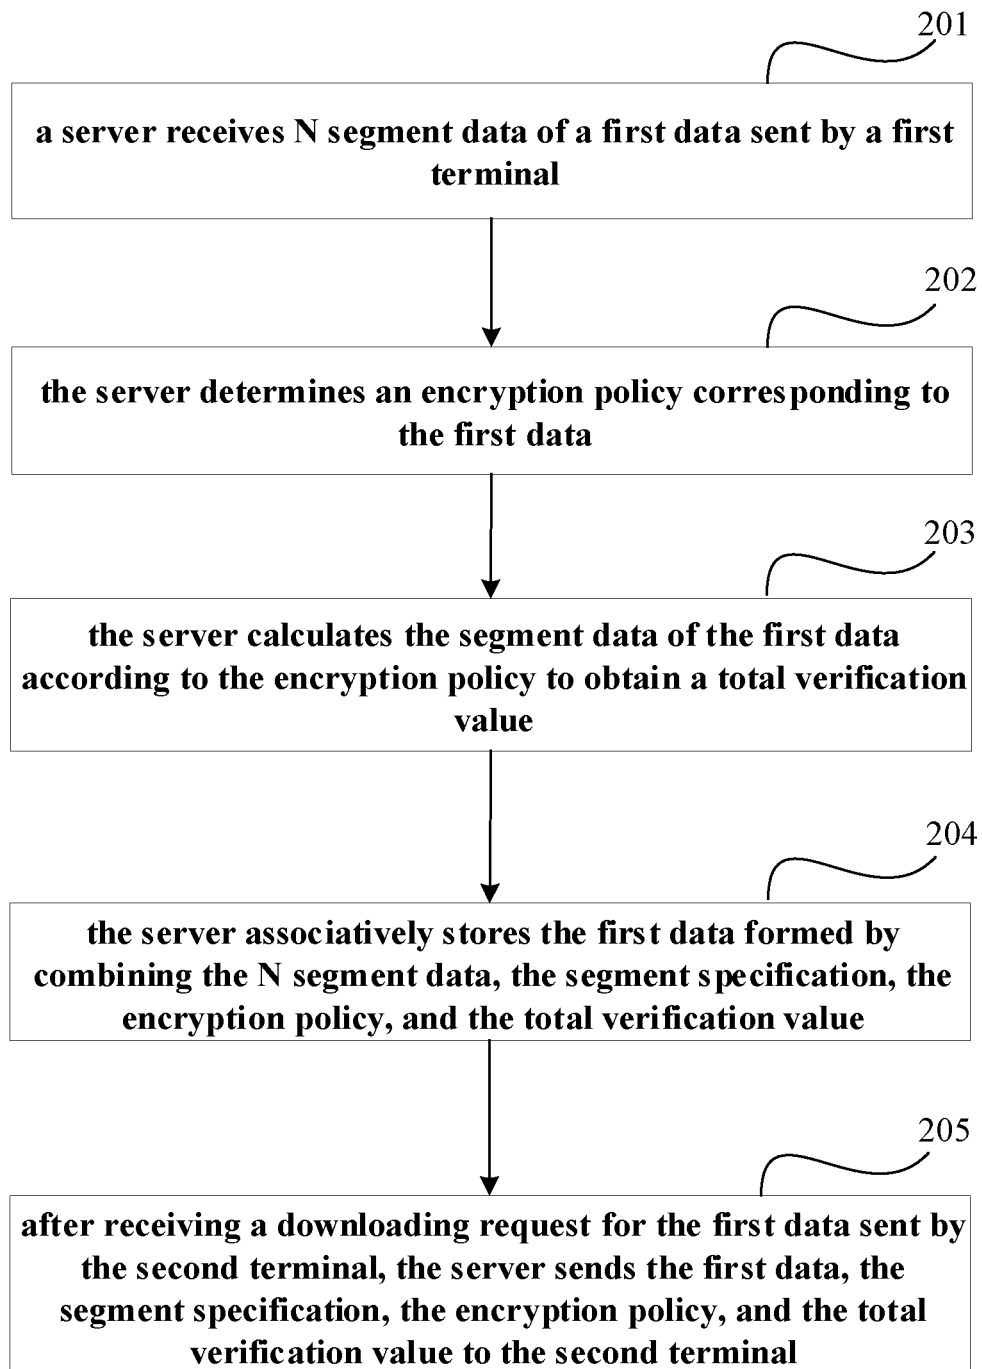 201
a server receives N segment data of a first data sent by a first
terminal
202
the server determines an encryption policy corresponding to
the first data
203
the server calculates the segment data of the first data
according to the encryption policy to obtain a total verification
value
204
the server associatively stores the first data formed by
combining the N segment data, the segment specification, the
encryption policy, and the total verification value
205
after receiving a downloading request for the first data sent by
the second terminal, the server sends the first data, the
segment specification, the encryption policy, and the total
verification value to the second terminal